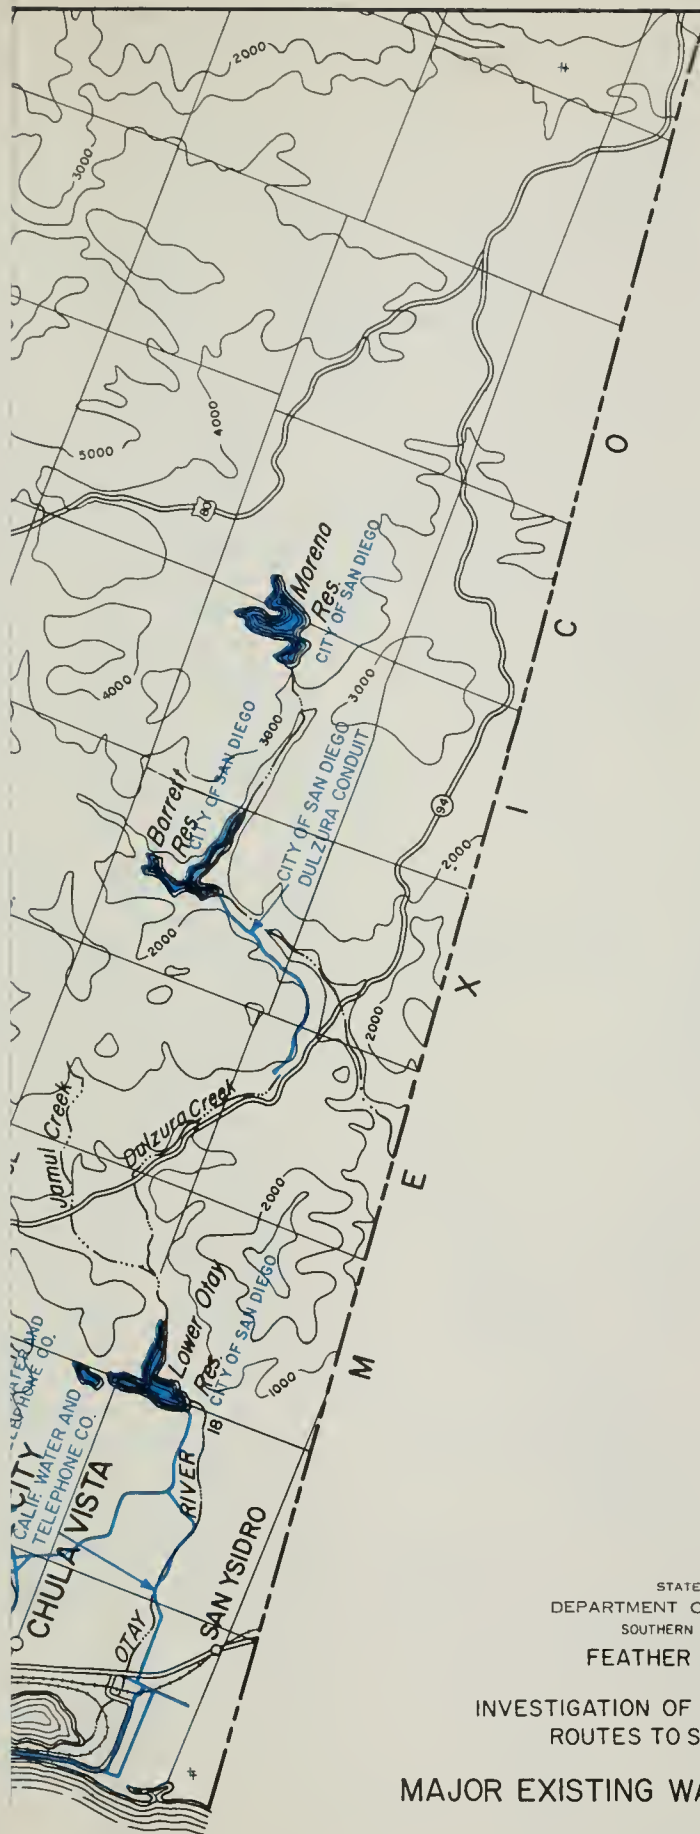 2000
3000
4000
5000
80
O
Morena
Res.
CITY OF SAN DIEGO
C
4000
3000
3000
CITY OF SAN DIEGO
Barrett
Res.
CITY OF SAN DIEGO
DULZURA CONDUIT
I
94
2000
2000
X
2000
Jamul Creek
Dulzura Creek
E
2000
Lower Otay
Res.
CITY OF SAN DIEGO
M
1000
18
CITY
CALIF. WATER AND
TELEPHONE CO.
CHULA VISTA
RIVER
SAN YSIDRO
OTAY
STATE
DEPARTMENT O
SOUTHERN
FEATHER
INVESTIGATION OF
ROUTES TO S
MAJOR EXISTING WA